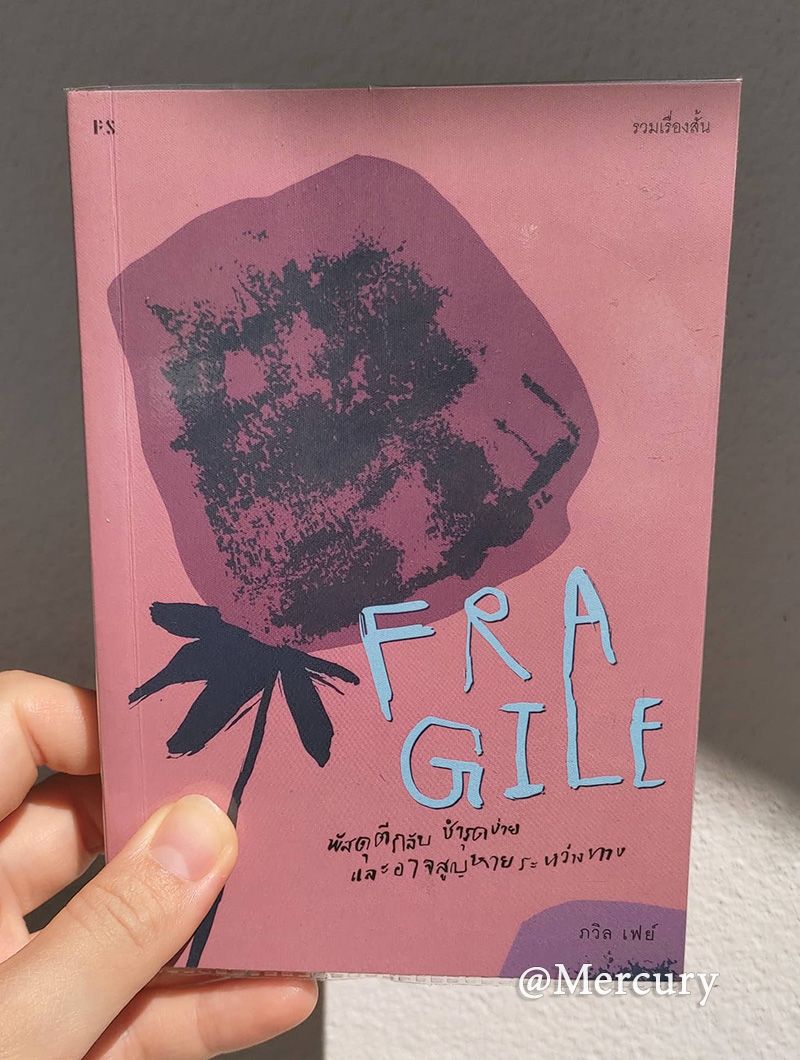 P.S
รวมเรื่องสั้น
FRA
GILE
พัสดุตีกลับ ชำรุดง่าย
และอาจสูญหายระหว่างทาง
ภวิล เฟย์
@Mercury